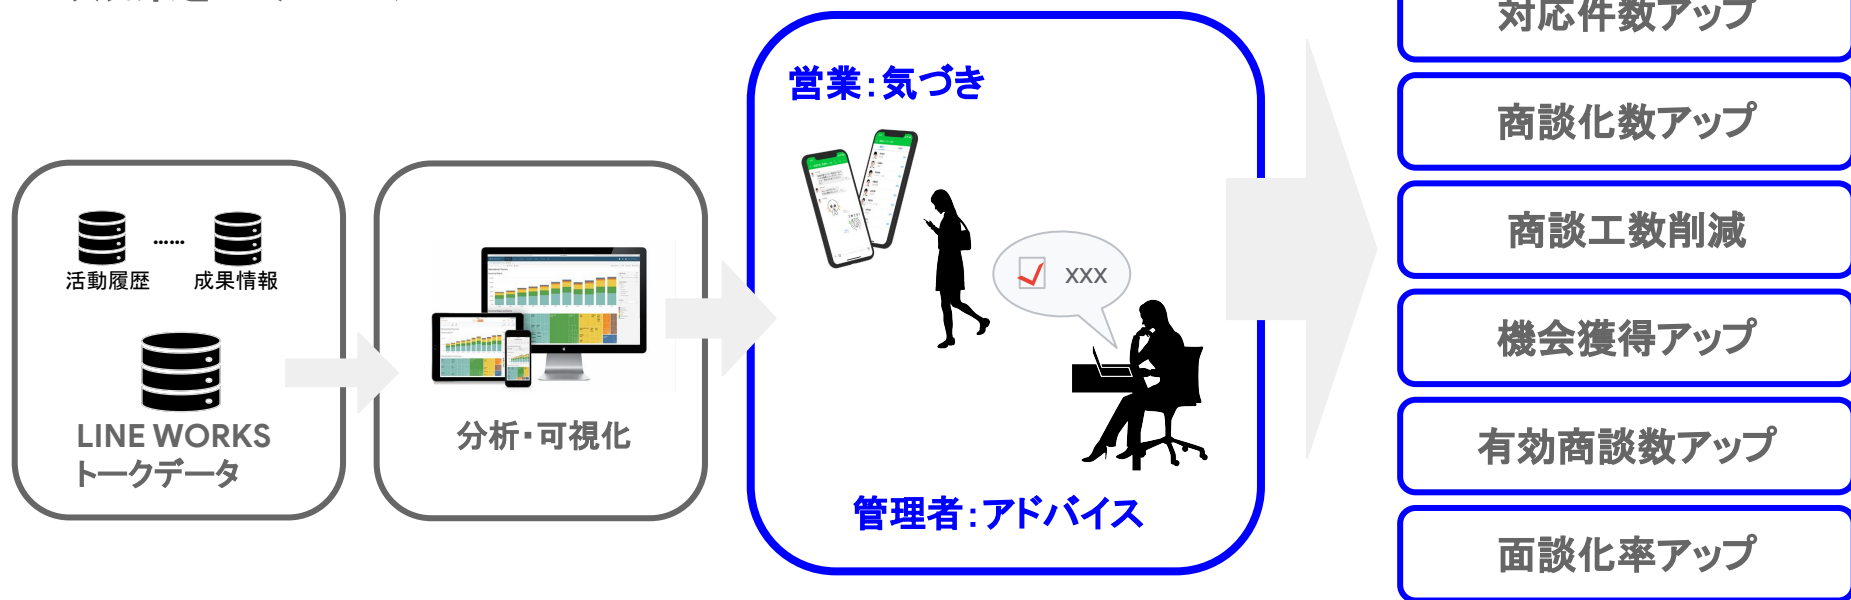 営業：気づき
xxx
管理者：アドバイス
活動履歴
……
成果情報
LINE WORKS
トークデータ
分析・可視化
対応件数アップ
商談化数アップ
商談工数削減
機会獲得アップ
有効商談数アップ
面談化率アップ